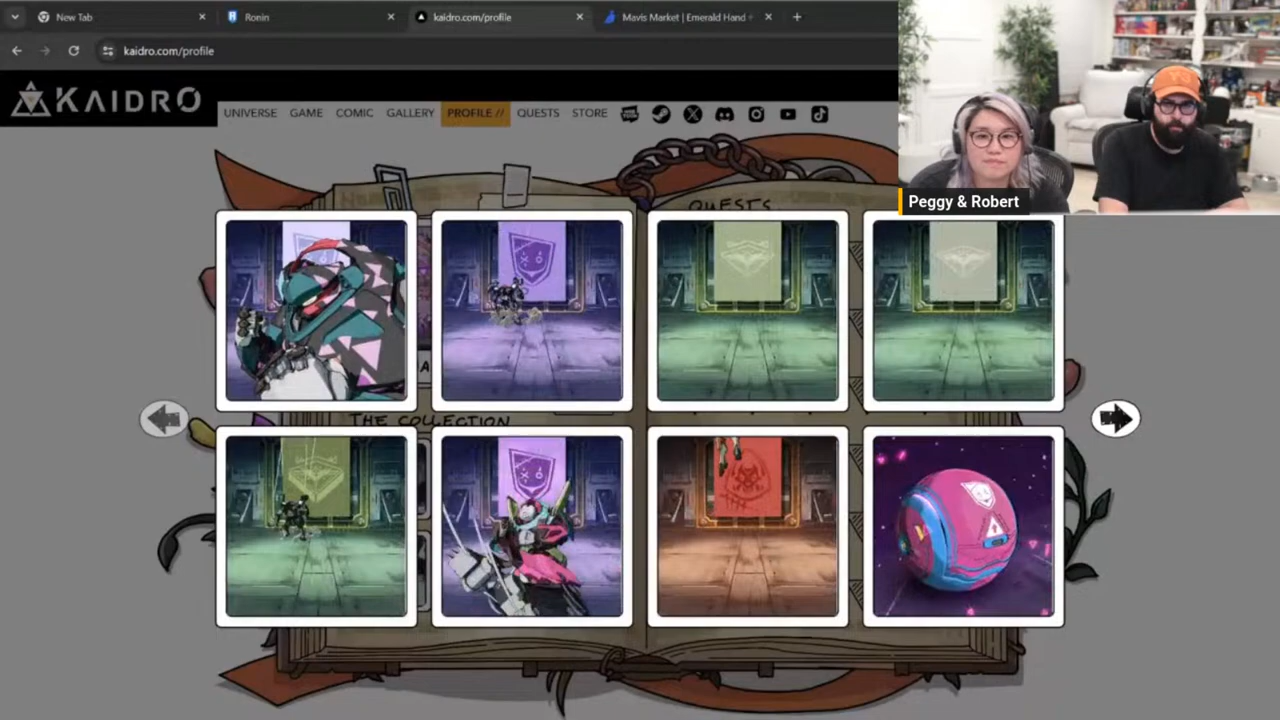 New Tab
Ronin
kaidro.com/profile
Mavis Market | Emerald Hand
kaidro.com/profile
KAIDRO
UNIVERSE GAME COMIC GALLERY PROFILE // QUESTS STORE
Peggy & Robert
QUESTS
THE COLLECTION